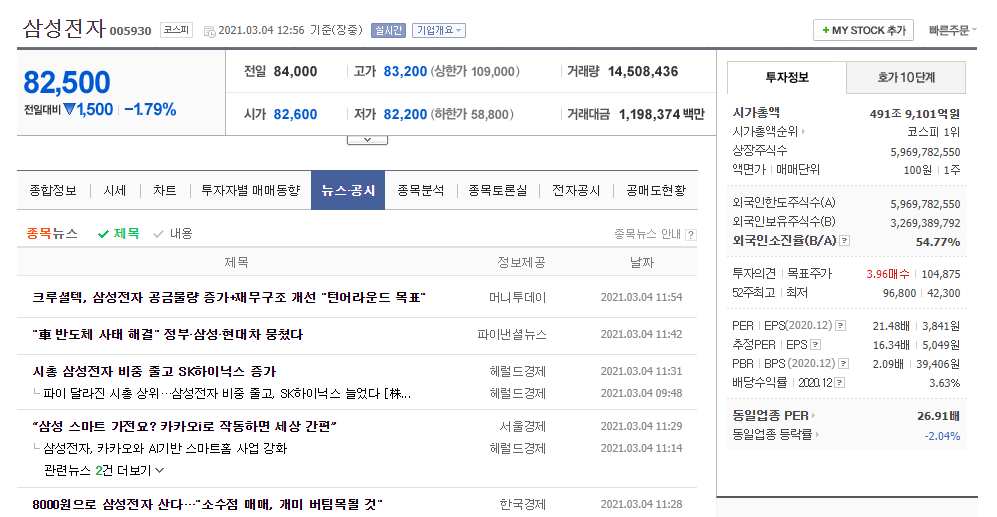 삼성전자 005930 코스피 2021.03.04 12:56 기준(장중) 실시간 기업개요
+ MY STOCK 추가 빠른주문
82,500
전일대비 ▼1,500 −1.79%
전일 84,000 고가 83,200 (상한가 109,000) 거래량 14,508,436
시가 82,600 저가 82,200 (하한가 58,800) 거래대금 1,198,374 백만
종합정보 시세 차트 투자자별 매매동향 뉴스·공시 종목분석 종목토론실 전자공시 공매도현황
종목뉴스 제목 내용 종목뉴스 안내 ?
제목 정보제공 날짜
크루셜텍, 삼성전자 공급물량 증가+재무구조 개선 "턴어라운드 목표" 머니투데이 2021.03.04 11:54
"車 반도체 사태 해결" 정부·삼성·현대차 뭉쳤다 파이낸셜뉴스 2021.03.04 11:42
시총 삼성전자 비중 줄고 SK하이닉스 증가 헤럴드경제 2021.03.04 11:31
파이 달라진 시총 상위…삼성전자 비중 줄고, SK하이닉스 늘었다 [株... 헤럴드경제 2021.03.04 09:48
“삼성 스마트 가전요? 카카오i로 작동하면 세상 간편” 서울경제 2021.03.04 11:29
삼성전자, 카카오와 AI기반 스마트홈 사업 강화 헤럴드경제 2021.03.04 11:14
관련뉴스 2건 더보기
8000원으로 삼성전자 산다…"소수점 매매, 개미 버팀목될 것" 한국경제 2021.03.04 11:28
투자정보 호가 10단계
시가총액 491조 9,101억원
시가총액순위 코스피 1위
상장주식수 5,969,782,550
액면가 매매단위 100원 1주
외국인한도주식수(A) 5,969,782,550
외국인보유주식수(B) 3,269,389,792
외국인소진율(B/A) ? 54.77%
투자의견 목표주가 3.96매수 104,875
52주최고 최저 96,800 42,300
PER EPS(2020.12) ? 21.48배 3,841원
추정PER EPS ? 16.34배 5,049원
PBR BPS (2020.12) ? 2.09배 39,406원
배당수익률 2020.12 ? 3.63%
동일업종 PER 26.91배
동일업종 등락률 -2.04%